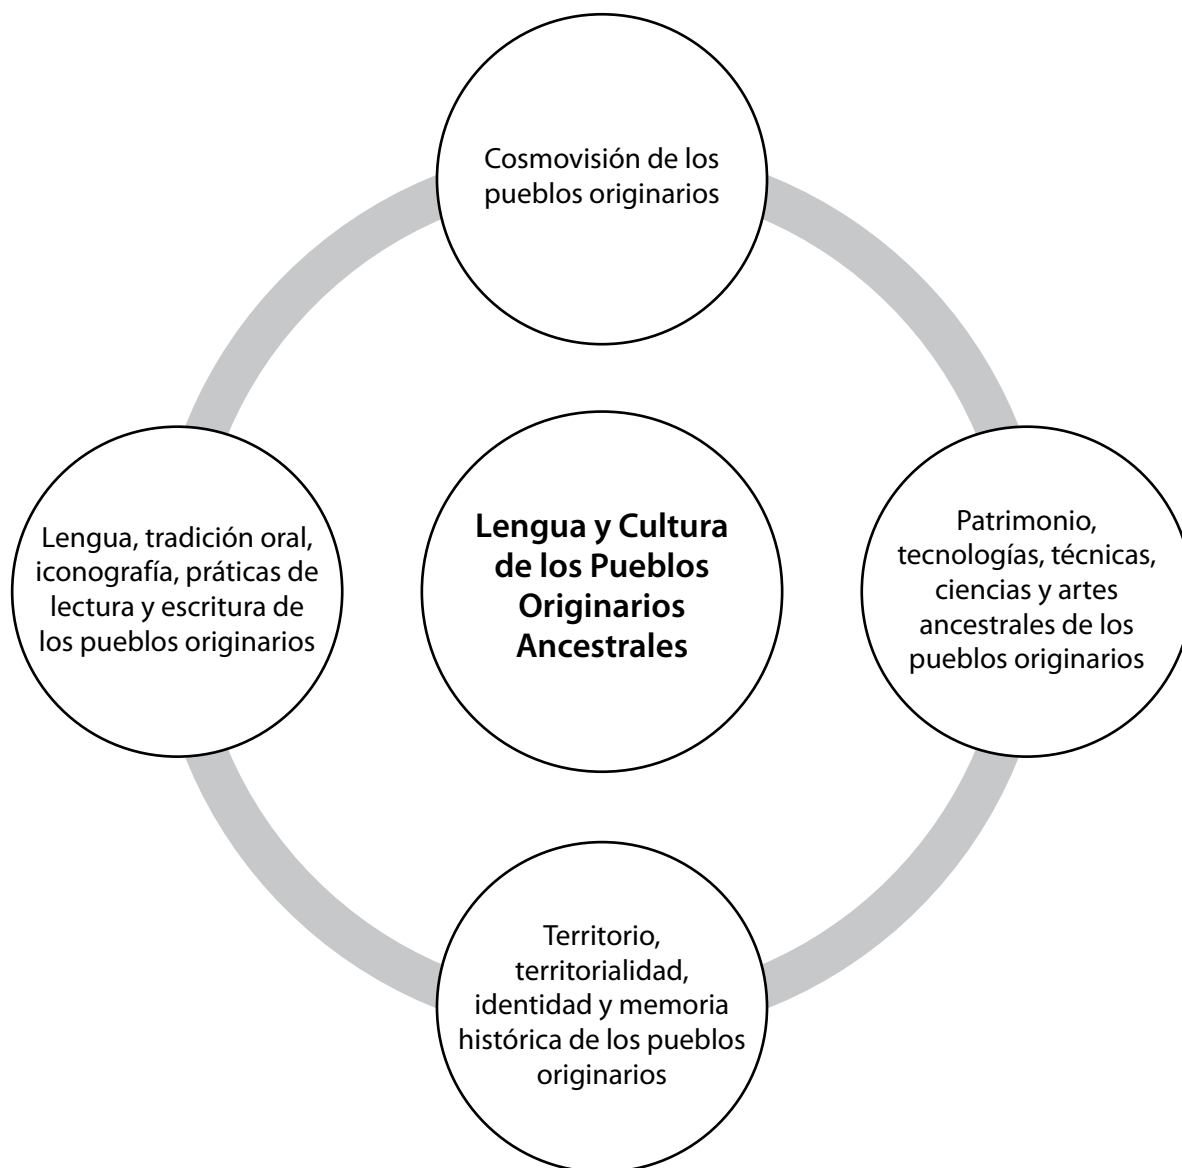 Cosmovisión de los
pueblos originarios
Lengua, tradición oral,
iconografía, práticas de
lectura y escritura de
los pueblos originarios
Lengua y Cultura
de los Pueblos
Originarios
Ancestrales
Patrimonio,
tecnologías, técnicas,
ciencias y artes
ancestrales de los
pueblos originarios
Territorio,
territorialidad,
identidad y memoria
histórica de los pueblos
originarios